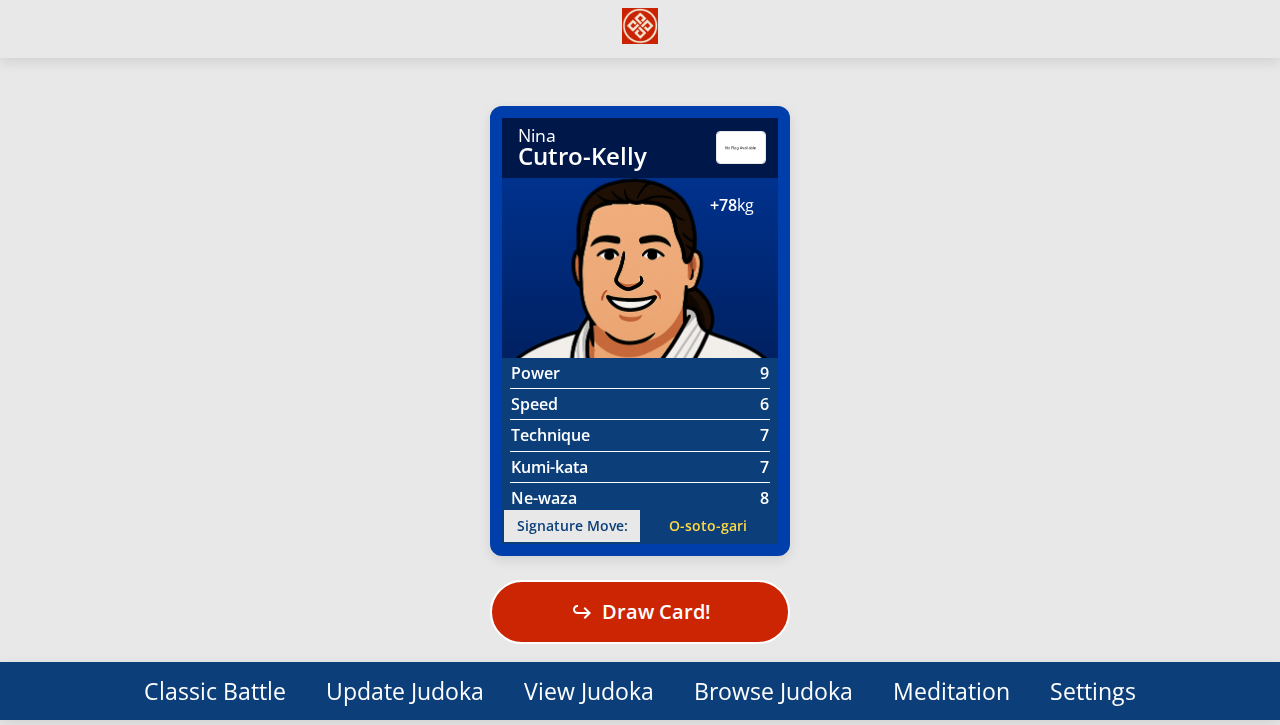 Nina
Cutro-Kelly
No Flag Available
+78kg
Power 9
Speed 6
Technique 7
Kumi-kata 7
Ne-waza 8
Signature Move: O-soto-gari
Draw Card!
Classic Battle Update Judoka View Judoka Browse Judoka Meditation Settings